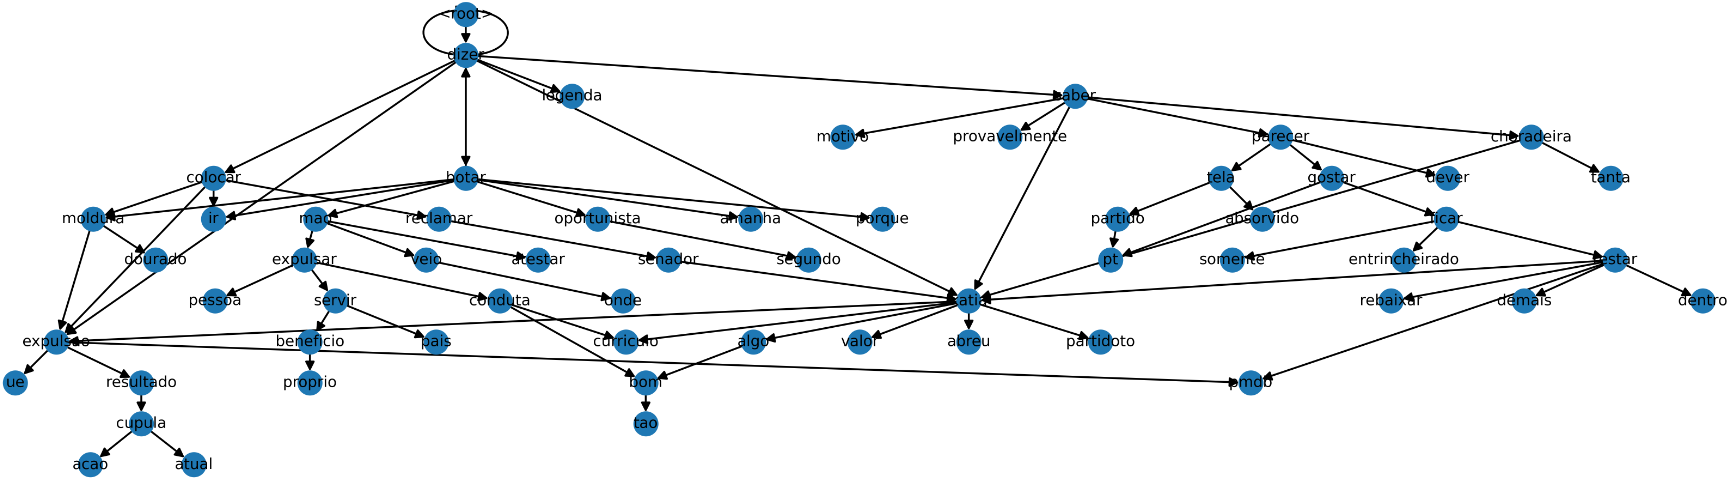 <root>
dizer
legenda saber
motivo provavelmente parecer choradeira
colocar botar tela gostar dever tanta
moldura ir mag reclamar oportunista amanha porque partido absorvido ficar
dourado expulsar veio atestar senador segundo pt somente entrincheirado estar
pessoa servir conduta onde katia rebaixar demais dentro
expulsao beneficio pais curriculo algo valor abreu partidoto
ue resultado proprio bom pmdb
cupula tao
acao atual